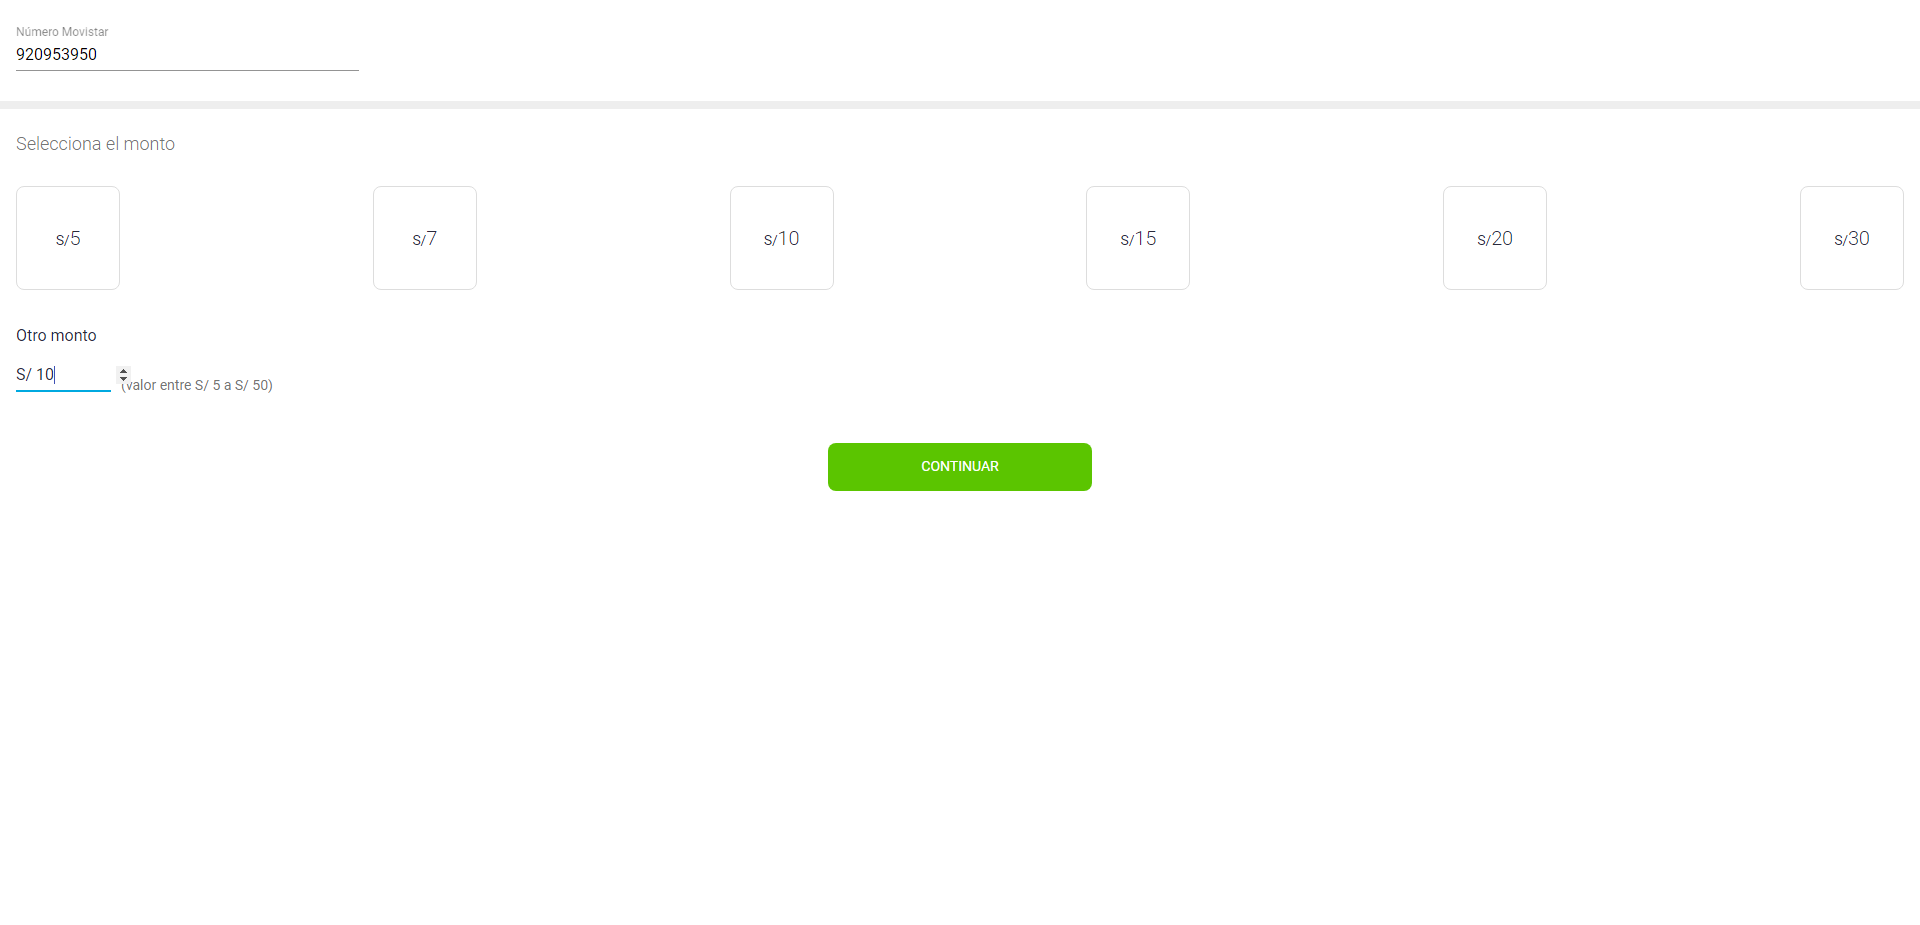 Número Movistar
920953950
Selecciona el monto
s/5
s/7
s/10
s/15
s/20
s/30
Otro monto
S/ 10
(valor entre S/ 5 a S/ 50)
CONTINUAR